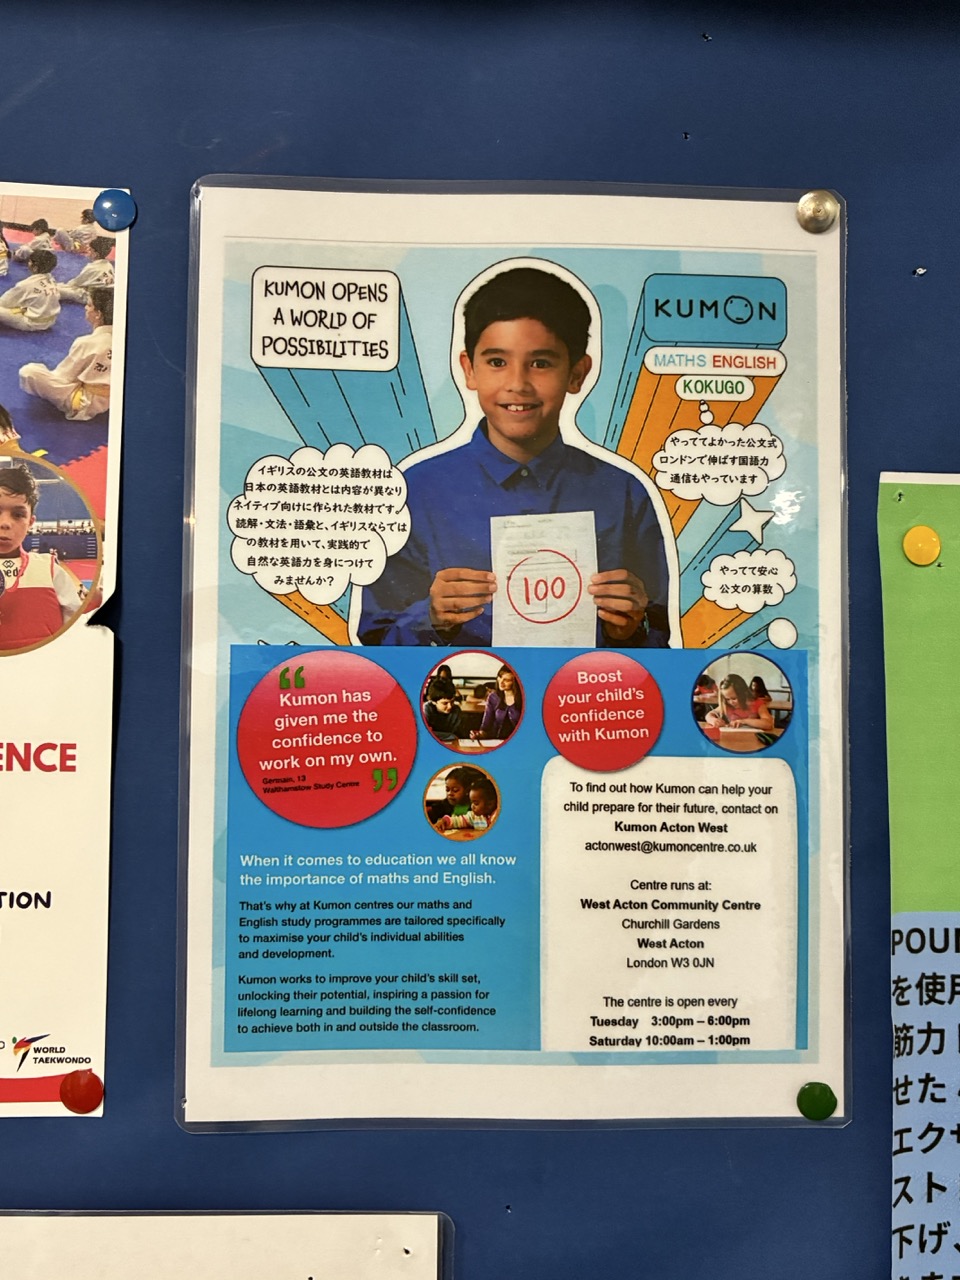 KUMON OPENS
A WORLD OF
POSSIBILITIES
KUMON
MATHS ENGLISH
KOKUGO
やっててよかった公文式
ロンドンで伸ばす国語力
通信もやっています
イギリスの公文の英語教材は
日本の英語教材とは内容が異なり
ネイティブ向けに作られた教材です。
読解・文法・語彙と、イギリスならでは
の教材を用いて、実践的で
自然な英語力を身につけて
みませんか?
やってて安心
公文の算数
100
“
Kumon has
given me the
confidence to
work on my own.
Germain, 13
Walthamstow Study Centre
”
Boost
your child's
confidence
with Kumon
When it comes to education we all know
the importance of maths and English.
That's why at Kumon centres our maths and
English study programmes are tailored specifically
to maximise your child's individual abilities
and development.
Kumon works to improve your child's skill set,
unlocking their potential, inspiring a passion for
lifelong learning and building the self-confidence
to achieve both in and outside the classroom.
To find out how Kumon can help your
child prepare for their future, contact on
Kumon Acton West
actonwest@kumoncentre.co.uk
Centre runs at:
West Acton Community Centre
Churchill Gardens
West Acton
London W3 0JN
The centre is open every
Tuesday 3:00pm – 6:00pm
Saturday 10:00am – 1:00pm
ENCE
TION
WORLD
TAEKWONDO
POUN
を使用
筋力
せた
エクサ
スト
下げ、